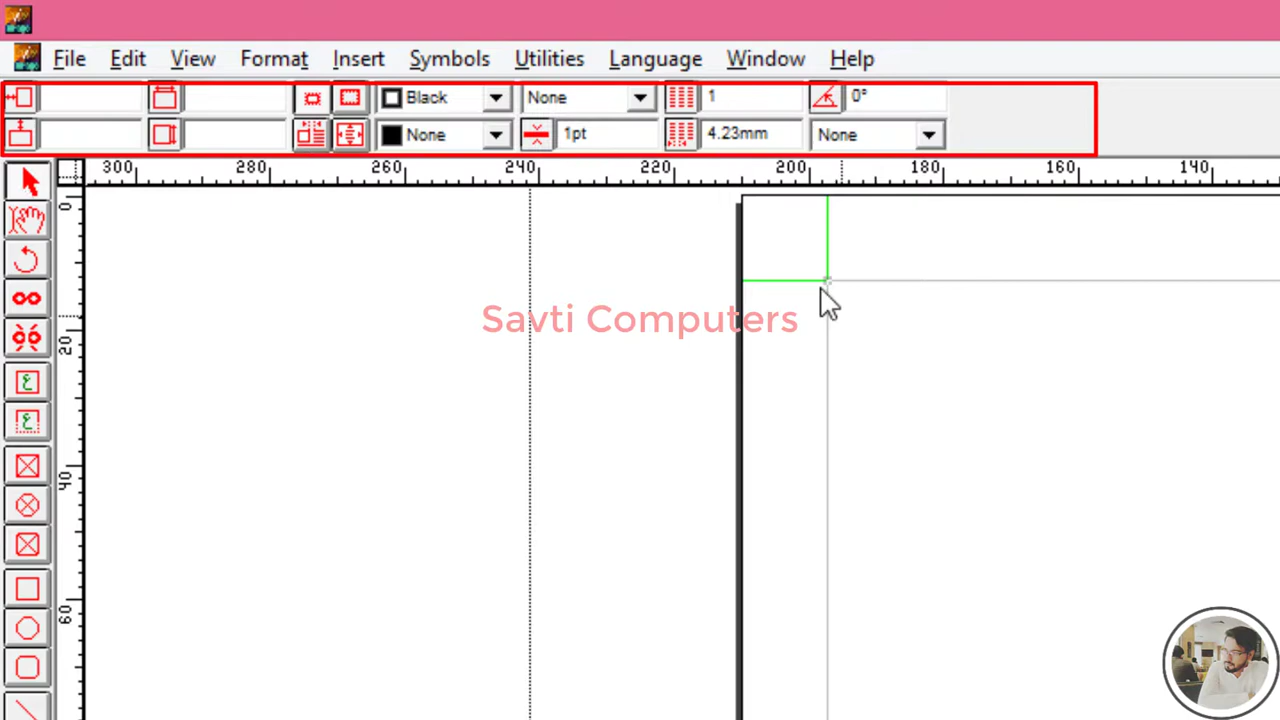 File Edit View Format Insert Symbols Utilities Language Window Help
Black None 1 0°
None 1pt 4.23mm None
300 280 260 240 220 200 180 160 140
0
20
40
60
ع
ع
Savti Computers